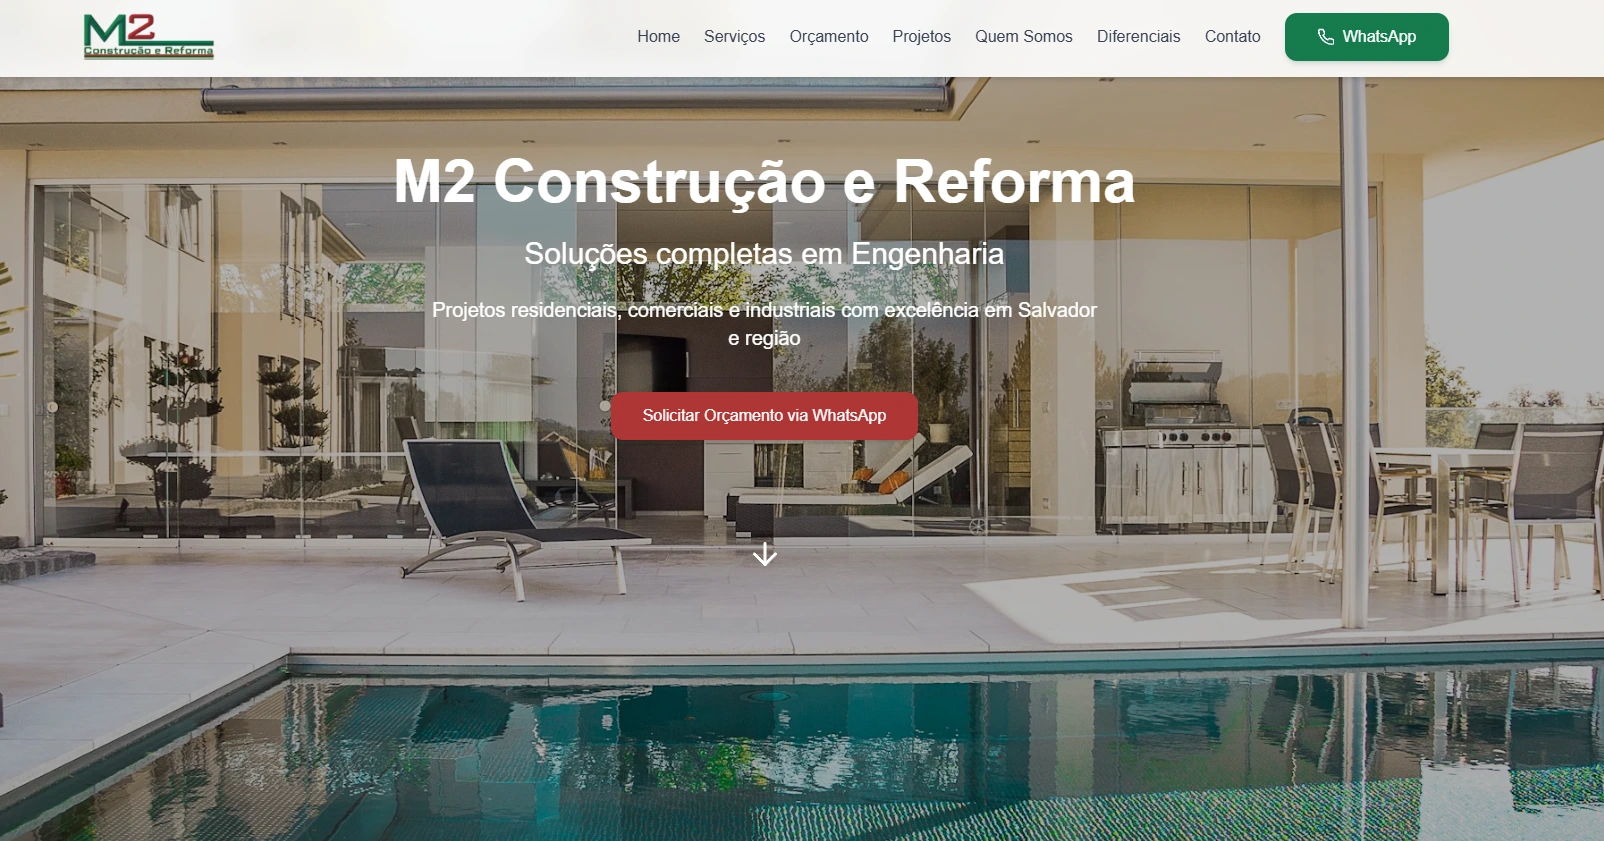 M2
Construção e Reforma
Home
Serviços
Orçamento
Projetos
Quem Somos
Diferenciais
Contato
WhatsApp
M2 Construção e Reforma
Soluções completas em Engenharia
Projetos residenciais, comerciais e industriais com excelência em Salvador
e região
Solicitar Orçamento via WhatsApp